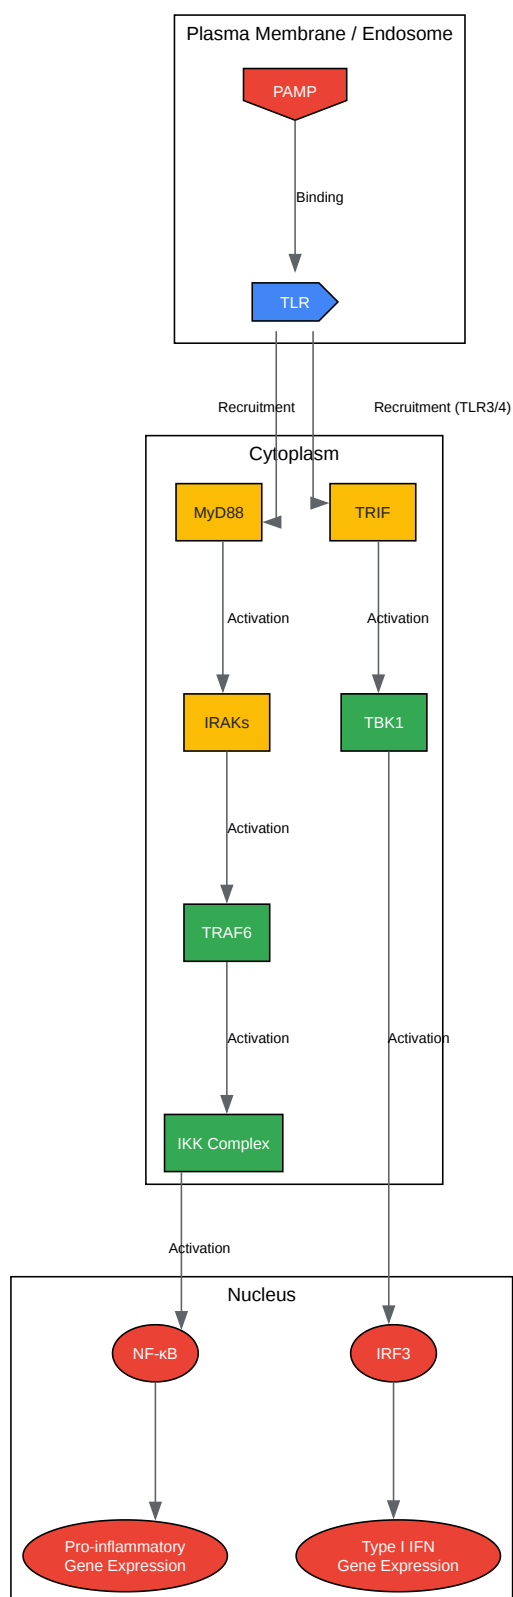 Plasma Membrane / Endosome
PAMP
Binding
TLR
Recruitment
Recruitment (TLR3/4)
Cytoplasm
MyD88
TRIF
Activation
Activation
IRAKs
TBK1
Activation
TRAF6
Activation
Activation
IKK Complex
Activation
Nucleus
NF-κB
IRF3
Pro-inflammatory
Gene Expression
Type I IFN
Gene Expression